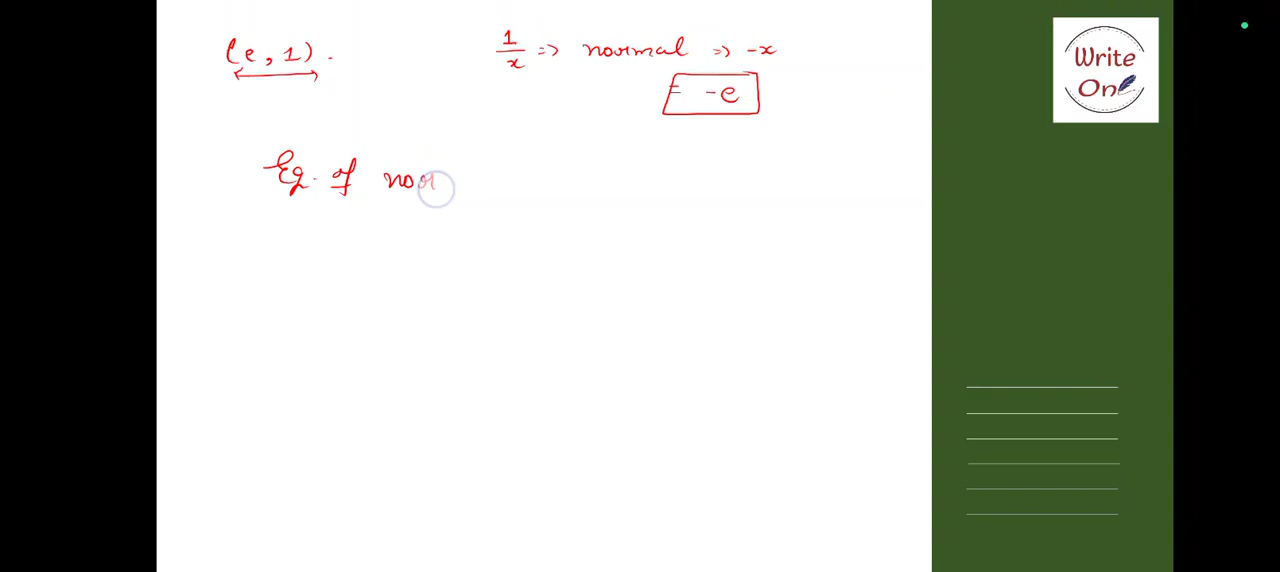 (e, 1). 1/x => normal => -x
= -e
Eq. of nor
Write
On